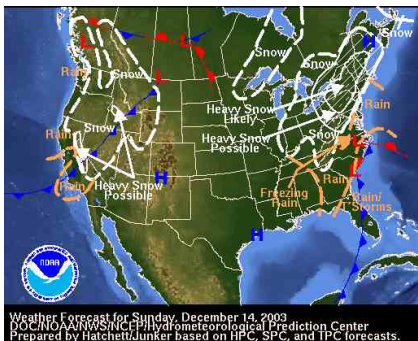 Snow
L
L
H
Rain
Snow
Snow
Snow
L
Heavy Snow
Likely
Rain
Rain
Snow
Heavy Snow
Possible
Snow
L
Rain
Heavy Snow
Possible
H
Freezing
Rain
Rain
L
Rain/
T'Storms
H
NOAA
Weather Forecast for Sunday, December 14, 2003
DOC/NOAA/NWS/NCEP/Hydrometeorological Prediction Center
Prepared by Hatchett/Junker based on HPC, SPC, and TPC forecasts.